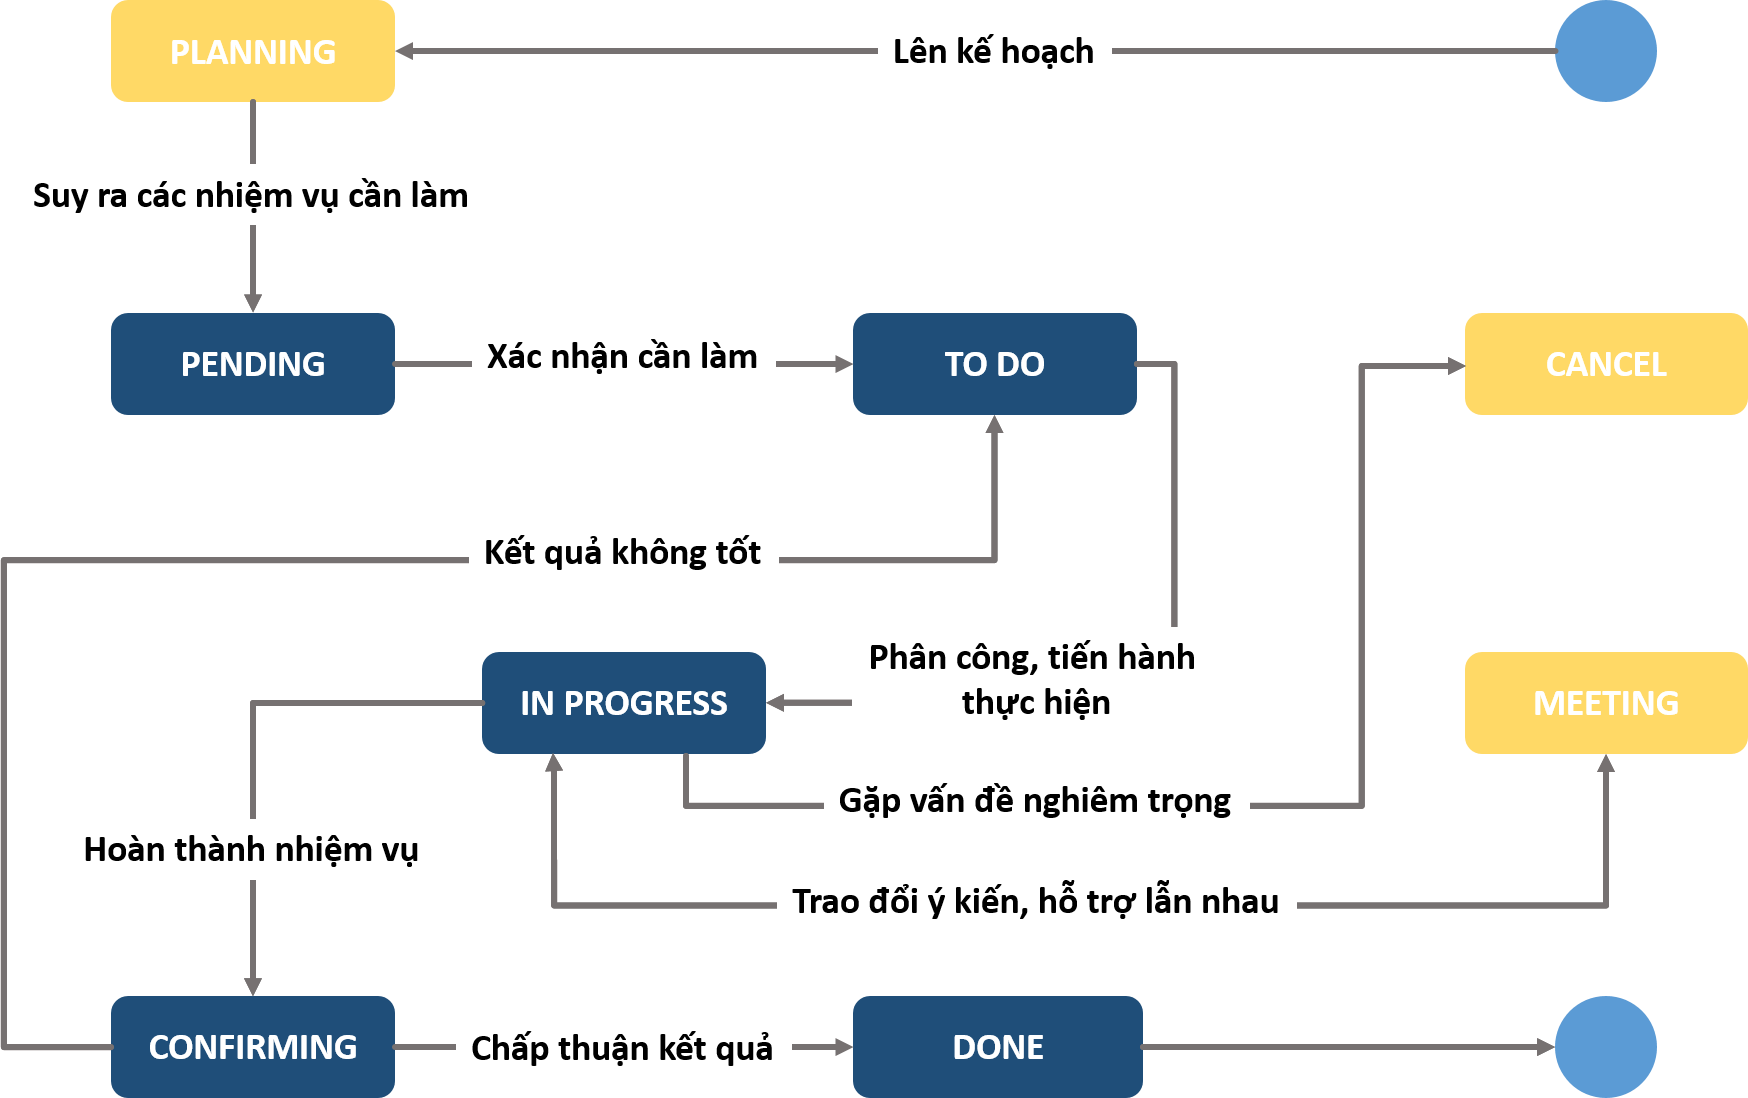 PLANNING
Lên kế hoạch
Suy ra các nhiệm vụ cần làm
PENDING
Xác nhận cần làm
TO DO
CANCEL
Kết quả không tốt
Phân công, tiến hành
thực hiện
IN PROGRESS
MEETING
Gặp vấn đề nghiêm trọng
Hoàn thành nhiệm vụ
Trao đổi ý kiến, hỗ trợ lẫn nhau
CONFIRMING
Chấp thuận kết quả
DONE